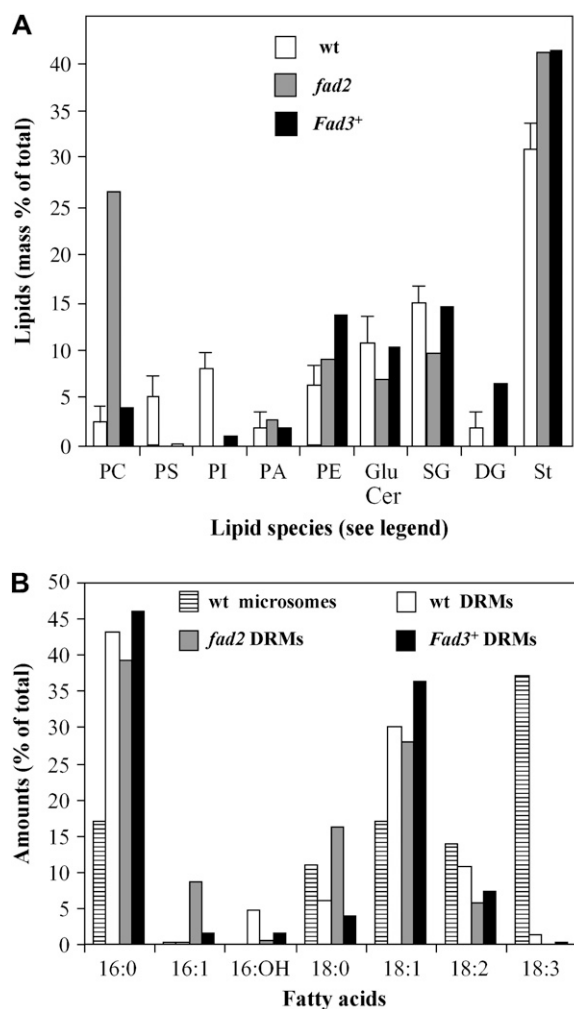 A
wt
fad2
Fad3⁺
Lipids (mass % of total)
40
35
30
25
20
15
10
5
0
PC PS PI PA PE Glu Cer SG DG St
Lipid species (see legend)
B
wt microsomes wt DRMs
fad2 DRMs Fad3⁺ DRMs
Amounts (% of total)
50
45
40
35
30
25
20
15
10
5
0
16:0 16:1 16:OH 18:0 18:1 18:2 18:3
Fatty acids